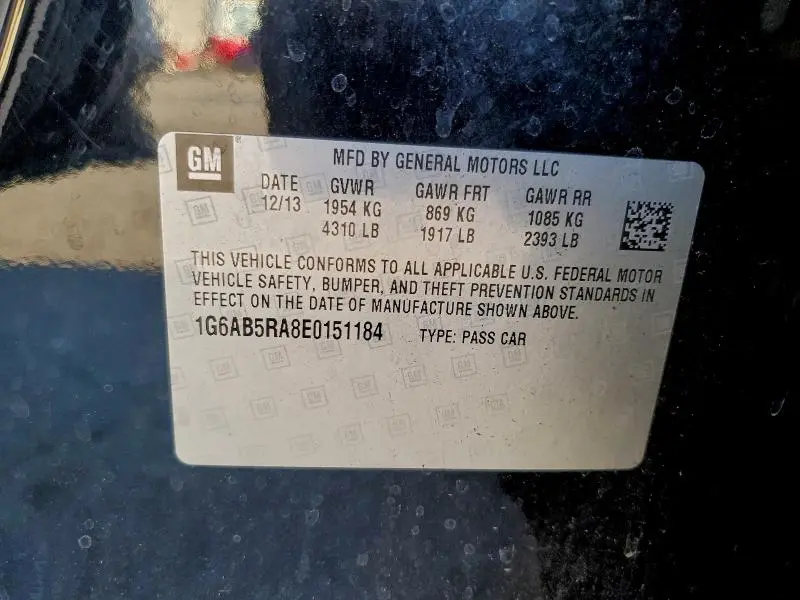 GM
MFD BY GENERAL MOTORS LLC
DATE GVWR GAWR FRT GAWR RR
12/13 1954 KG 869 KG 1085 KG
4310 LB 1917 LB 2393 LB
THIS VEHICLE CONFORMS TO ALL APPLICABLE U.S. FEDERAL MOTOR
VEHICLE SAFETY, BUMPER, AND THEFT PREVENTION STANDARDS IN
EFFECT ON THE DATE OF MANUFACTURE SHOWN ABOVE.
1G6AB5RA8E0151184 TYPE: PASS CAR